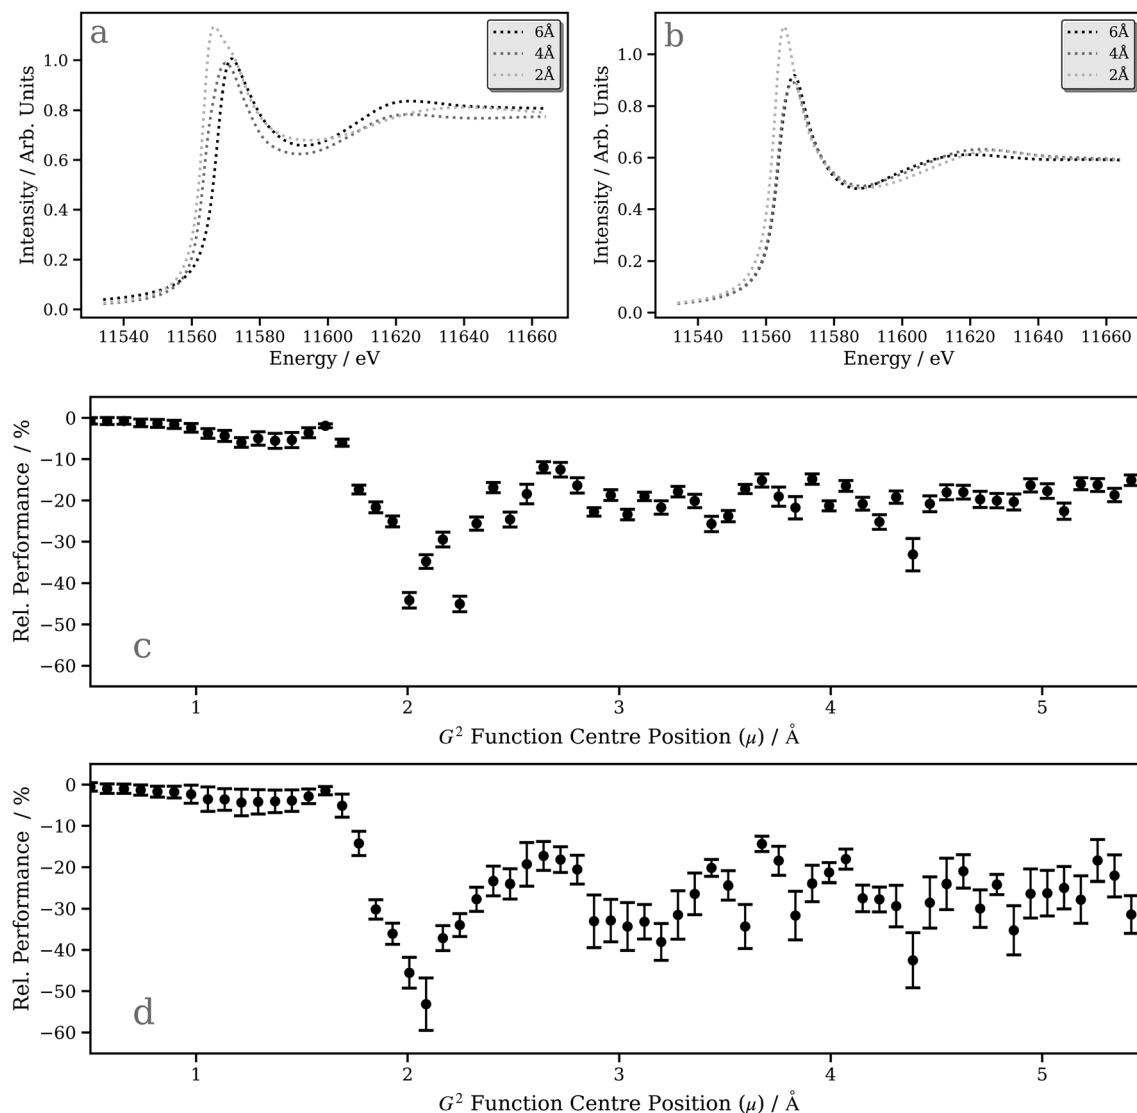 a
6Å
4Å
2Å
Intensity / Arb. Units
1.0
0.8
0.6
0.4
0.2
0.0
11540 11560 11580 11600 11620 11640 11660
Energy / eV
b
6Å
4Å
2Å
Intensity / Arb. Units
1.0
0.8
0.6
0.4
0.2
0.0
11540 11560 11580 11600 11620 11640 11660
Energy / eV
Rel. Performance / %
0
−10
−20
−30
−40
−50
−60
c
1 2 3 4 5
G² Function Centre Position (μ) / Å
Rel. Performance / %
0
−10
−20
−30
−40
−50
−60
d
1 2 3 4 5
G² Function Centre Position (μ) / Å